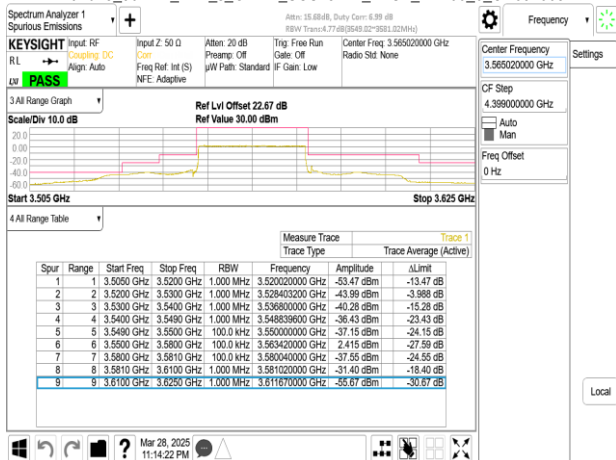 Spectrum Analyzer 1
Spurious Emissions
Attn: 15.68dB, Duty Corr: 6.99 dB
RBW Trans:4.77dB(3549.02~3581.02MHz)
Frequency
KEYSIGHT
RL
LXI
PASS
Input: RF
Coupling: DC
Align: Auto
Input Z: 50 Ω
Corr
Freq Ref: Int (S)
NFE: Adaptive
Atten: 20 dB
Preamp: Off
µW Path: Standard
Trig: Free Run
Gate: Off
IF Gain: Low
Center Freq: 3.565020000 GHz
Radio Std: None
Center Frequency
3.565020000 GHz
Settings
CF Step
4.399000000 GHz
Auto
Man
Freq Offset
0 Hz
3 All Range Graph
Scale/Div 10.0 dB
Ref Lvl Offset 22.67 dB
Ref Value 30.00 dBm
20.0
0.00
-20.0
-40.0
-60.0
Start 3.505 GHz
Stop 3.625 GHz
4 All Range Table
Measure Trace Trace 1
Trace Type Trace Average (Active)
Spur Range Start Freq Stop Freq RBW Frequency Amplitude ΔLimit
1 1 3.5050 GHz 3.5200 GHz 1.000 MHz 3.520020000 GHz -53.47 dBm -13.47 dB
2 2 3.5200 GHz 3.5300 GHz 1.000 MHz 3.528403200 GHz -43.99 dBm -3.988 dB
3 3 3.5300 GHz 3.5400 GHz 1.000 MHz 3.536800000 GHz -40.28 dBm -15.28 dB
4 4 3.5400 GHz 3.5490 GHz 1.000 MHz 3.548839600 GHz -36.43 dBm -23.43 dB
5 5 3.5490 GHz 3.5500 GHz 100.0 kHz 3.550000000 GHz -37.15 dBm -24.15 dB
6 6 3.5500 GHz 3.5800 GHz 100.0 kHz 3.563420000 GHz 2.415 dBm -27.59 dB
7 7 3.5800 GHz 3.5810 GHz 100.0 kHz 3.580040000 GHz -37.55 dBm -24.55 dB
8 8 3.5810 GHz 3.6100 GHz 1.000 MHz 3.581020000 GHz -31.40 dBm -18.40 dB
9 9 3.6100 GHz 3.6250 GHz 1.000 MHz 3.611670000 GHz -55.67 dBm -30.67 dB
Local
Mar 28, 2025
11:14:22 PM